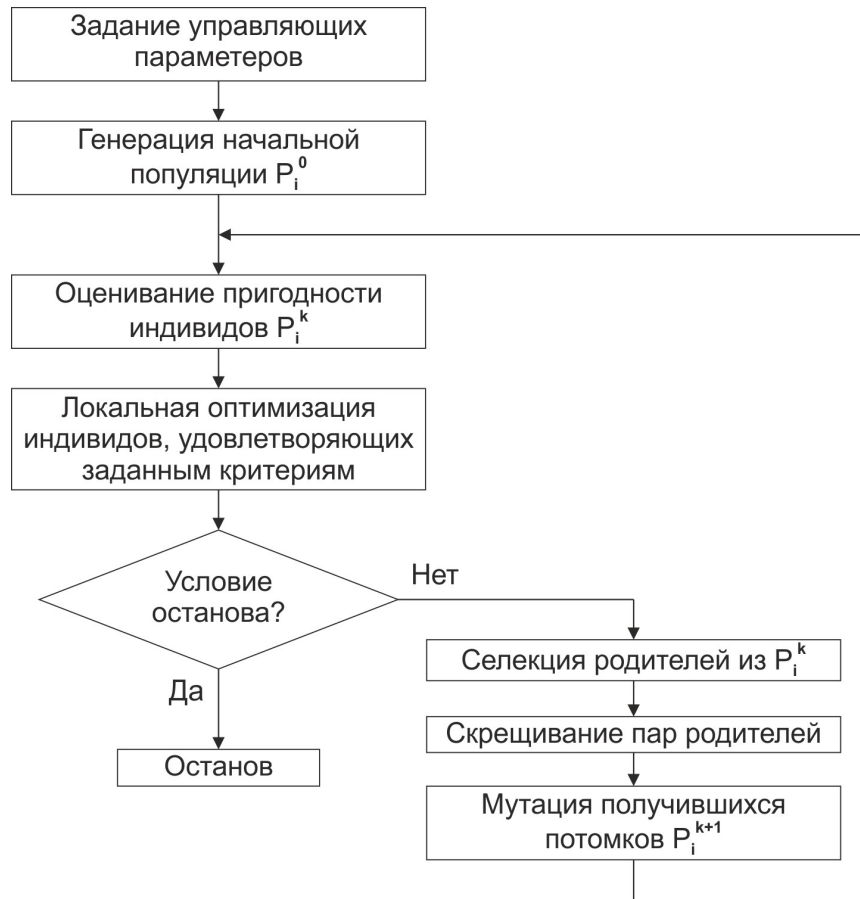 Задание управляющих
параметров
Генерация начальной
популяции P_i^0
Оценивание пригодности
индивидов P_i^k
Локальная оптимизация
индивидов, удовлетворяющих
заданным критериям
Условие
останова?
Нет
Да
Останов
Селекция родителей из P_i^k
Скрещивание пар родителей
Мутация получившихся
потомков P_i^{k+1}